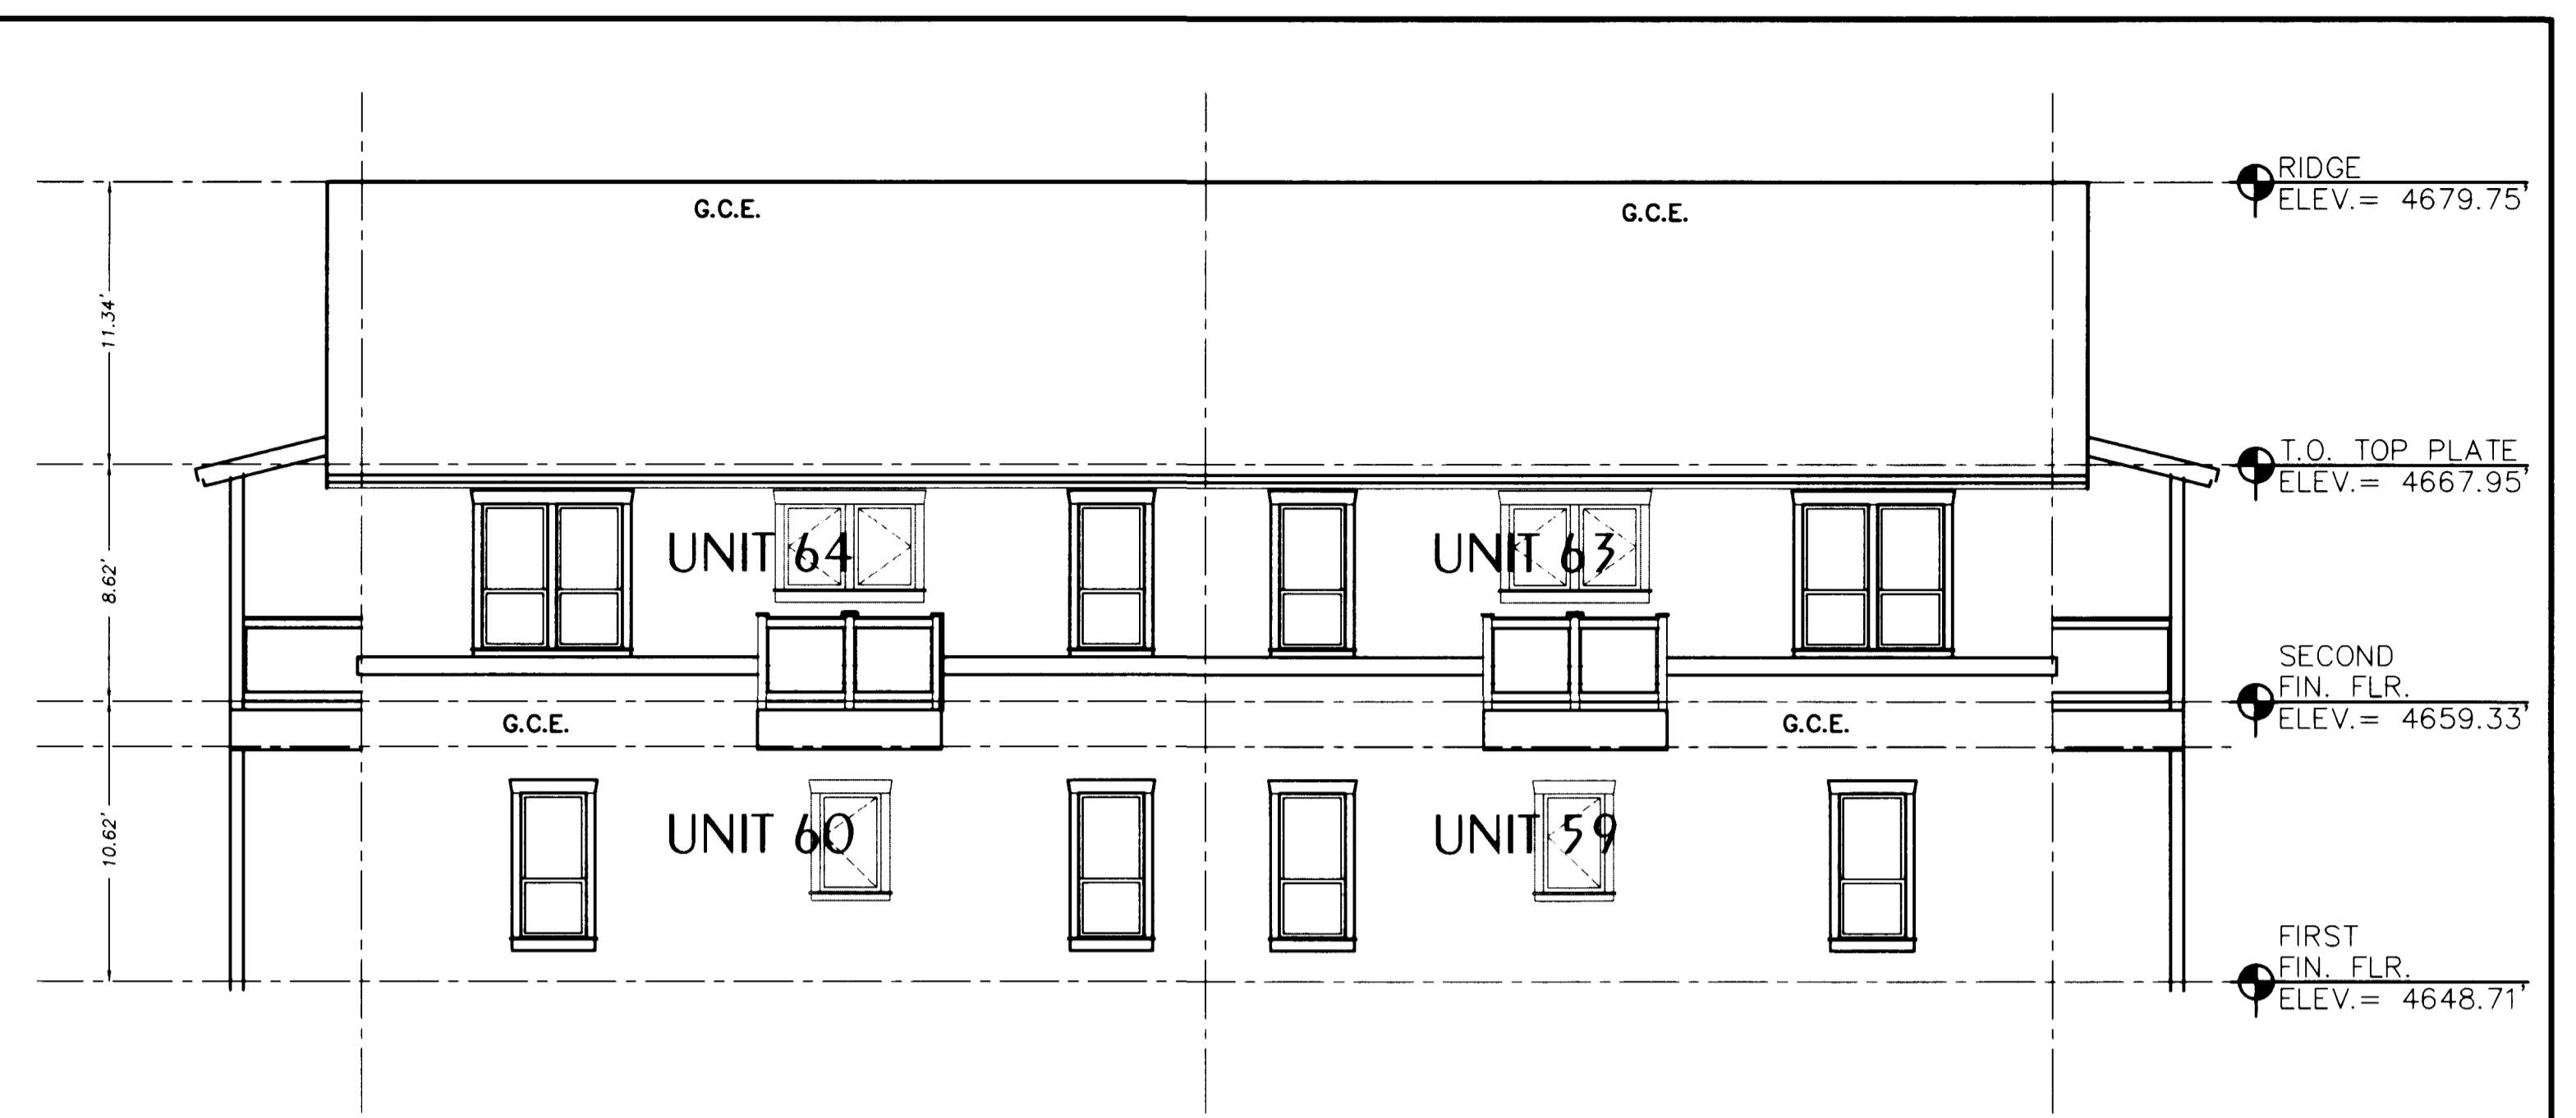 RIDGE
ELEV.= 4679.75'
G.C.E.
G.C.E.
11.34'
T.O. TOP PLATE
ELEV.= 4667.95'
UNIT 64
UNIT 63
8.62'
SECOND
FIN. FLR.
ELEV.= 4659.33'
G.C.E.
G.C.E.
UNIT 60
UNIT 59
10.62'
FIRST
FIN. FLR.
ELEV.= 4648.71'